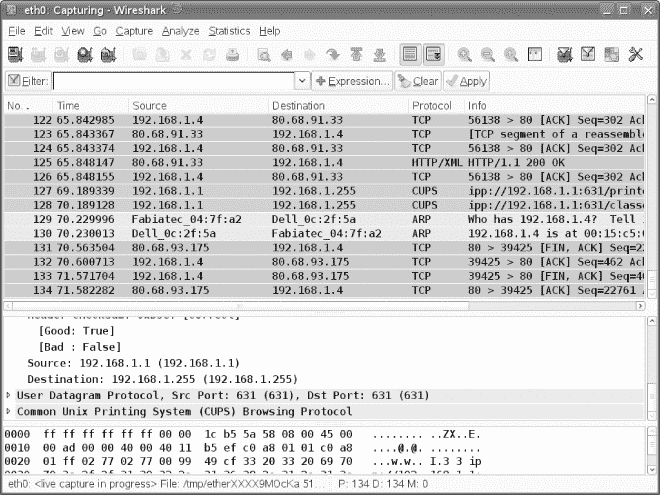 eth0: Capturing - Wireshark
File Edit View Go Capture Analyze Statistics Help
Filter: Expression... Clear Apply
No. . Time Source Destination Protocol Info
122 65.842985 192.168.1.4 80.68.91.33 TCP 56138 > 80 [ACK] Seq=302 Ack
123 65.843367 80.68.91.33 192.168.1.4 TCP [TCP segment of a reassemble
124 65.843374 192.168.1.4 80.68.91.33 TCP 56138 > 80 [ACK] Seq=302 Ack
125 65.848147 80.68.91.33 192.168.1.4 HTTP/XML HTTP/1.1 200 OK
126 65.848155 192.168.1.4 80.68.91.33 TCP 56138 > 80 [ACK] Seq=302 Ack
127 69.189339 192.168.1.1 192.168.1.255 CUPS ipp://192.168.1.1:631/printe
128 70.189128 192.168.1.1 192.168.1.255 CUPS ipp://192.168.1.1:631/classe
129 70.229996 Fabiatec_04:7f:a2 Dell_0c:2f:5a ARP Who has 192.168.1.4? Tell
130 70.230013 Dell_0c:2f:5a Fabiatec_04:7f:a2 ARP 192.168.1.4 is at 00:15:c5:0
131 70.563504 80.68.93.175 192.168.1.4 TCP 80 > 39425 [FIN, ACK] Seq=22
132 70.600713 192.168.1.4 80.68.93.175 TCP 39425 > 80 [ACK] Seq=462 Ack
133 71.571704 192.168.1.4 80.68.93.175 TCP 39425 > 80 [FIN, ACK] Seq=46
134 71.582282 80.68.93.175 192.168.1.4 TCP 80 > 39425 [ACK] Seq=22761
[Good: True]
[Bad : False]
Source: 192.168.1.1 (192.168.1.1)
Destination: 192.168.1.255 (192.168.1.255)
User Datagram Protocol, Src Port: 631 (631), Dst Port: 631 (631)
Common Unix Printing System (CUPS) Browsing Protocol
0000 ff ff ff ff ff ff 00 00 1c b5 5a 58 08 00 45 00 ........ ..ZX..E.
0010 00 ad 00 00 40 00 40 11 b5 ef c0 a8 01 01 c0 a8 ....@.@. ........
0020 01 ff 02 77 02 77 00 99 49 cf 33 20 33 20 69 70 ...w.w.. I.3 3 ip
eth0: <live capture in progress> File: /tmp/etherXXXX9MOcKa 51... P: 134 D: 134 M: 0